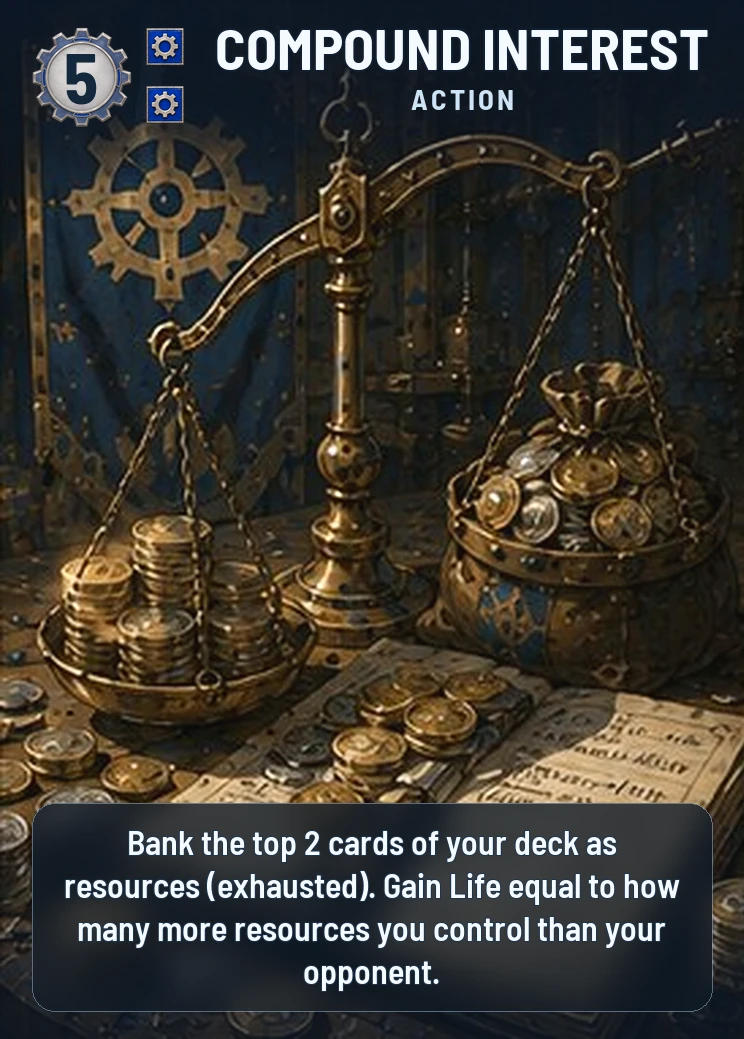 5
COMPOUND INTEREST
ACTION
Bank the top 2 cards of your deck as
resources (exhausted). Gain Life equal to how
many more resources you control than your
opponent.